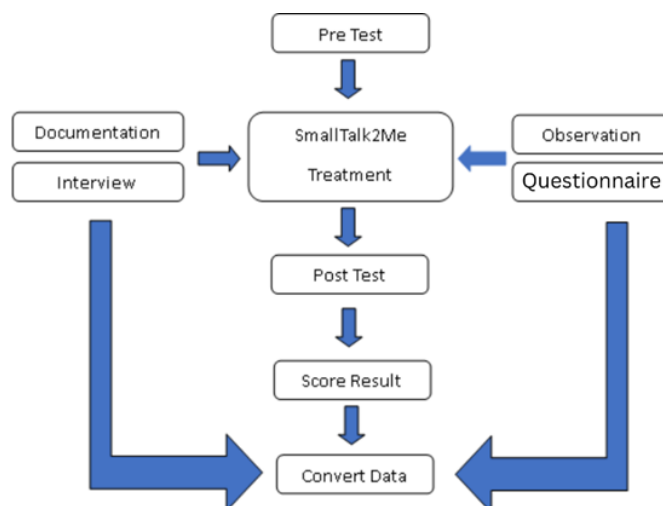 Pre Test
Documentation
Interview
SmallTalk2Me
Treatment
Observation
Questionnaire
Post Test
Score Result
Convert Data